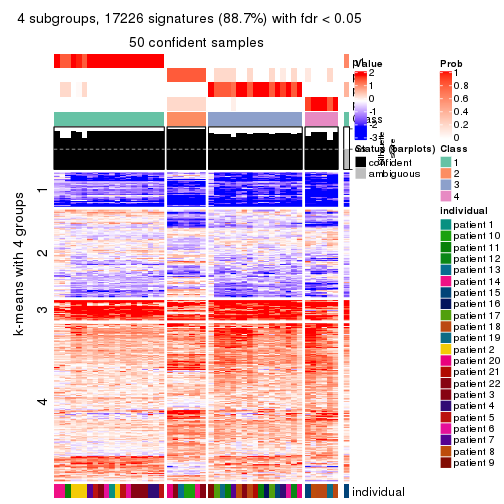 4 subgroups, 17226 signatures (88.7%) with fdr < 0.05
50 confident samples
k-means with 4 groups
1
2
3
4
individual
Value
2
1
0
-1
-2
-3
Status (barplots)
confident
ambiguous
Prob
1
0.8
0.6
0.4
0.2
0
Class
1
2
3
4
Individual
patient 1
patient 10
patient 11
patient 12
patient 13
patient 14
patient 15
patient 16
patient 17
patient 18
patient 19
patient 2
patient 20
patient 21
patient 22
patient 3
patient 4
patient 5
patient 6
patient 7
patient 8
patient 9